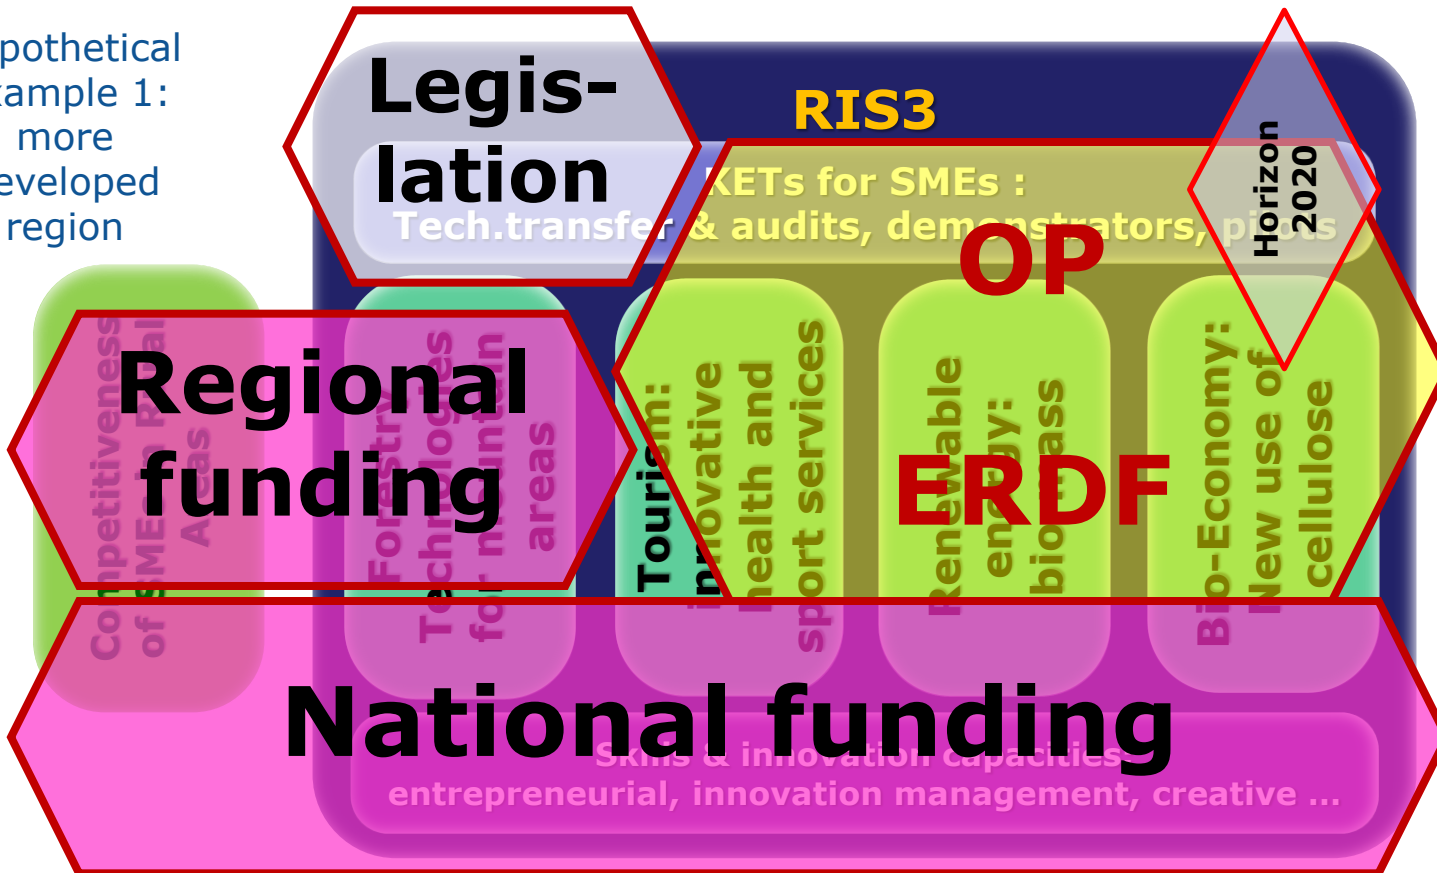 pothetical
ample 1:
more
eveloped
region
Legis-
lation
RIS3
KETs for SMEs :
Tech.transfer & audits, demonstrators, pilots
Horizon
2020
OP
ERDF
Regional
funding
Competitiveness
of SMEs in Rural
Areas
Forestry
Technologies
for mountain
areas
Tourism:
innovative
health and
sport services
Renewable
energy:
biomass
Bio-Economy:
New use of
cellulose
National funding
Skills & innovation capacities:
entrepreneurial, innovation management, creative ...